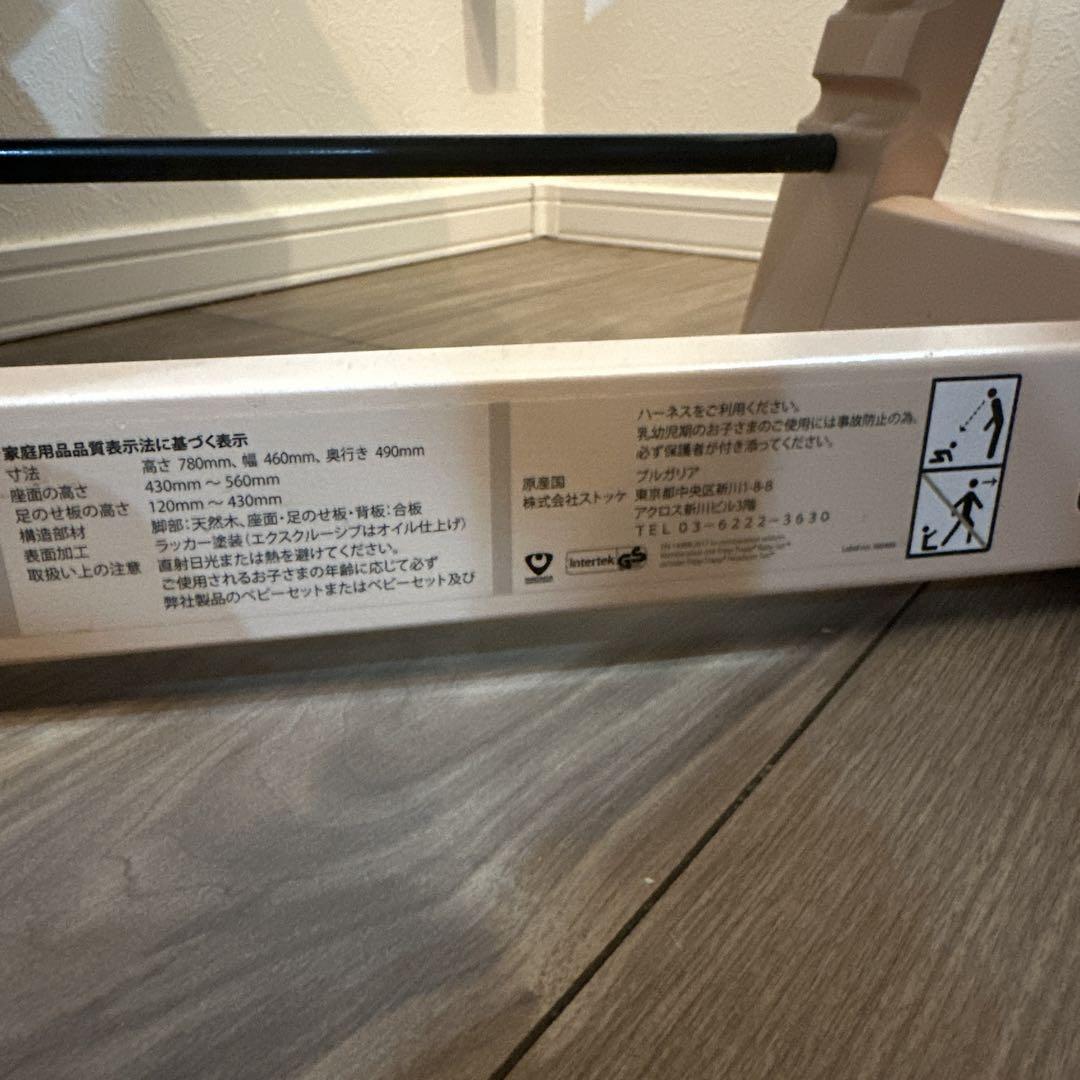 家庭用品品質表示法に基づく表示
寸法 高さ 780mm、幅 460mm、奥行き 490mm
座面の高さ 430mm ～ 560mm
足のせ板の高さ 120mm ～ 430mm
構造部材 脚部：天然木、座面・足のせ板・背板：合板
表面加工 ラッカー塗装（エクスクルーシブはオイル仕上げ）
取扱い上の注意 直射日光または熱を避けてください。
ご使用されるお子さまの年齢に応じて必ず
弊社製品のベビーセットまたはベビーセット及び
ハーネスをご利用ください。
乳幼児期のお子さまのご使用には事故防止の為、
必ず保護者が付き添ってください。
原産国 ブルガリア
株式会社ストッケ 東京都中央区新川1-8-8
アクロス新川ビル3階
TEL 03-6222-3630
Intertek GS